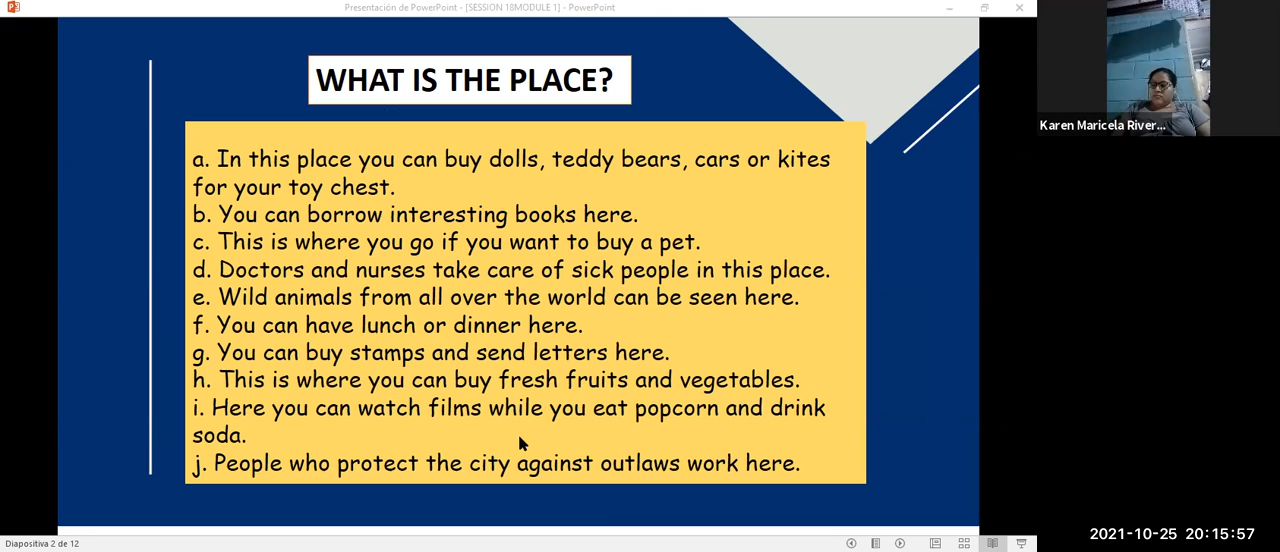 Presentación de PowerPoint - [SESSION 18MODULE 1] - PowerPoint
WHAT IS THE PLACE?
a. In this place you can buy dolls, teddy bears, cars or kites
for your toy chest.
b. You can borrow interesting books here.
c. This is where you go if you want to buy a pet.
d. Doctors and nurses take care of sick people in this place.
e. Wild animals from all over the world can be seen here.
f. You can have lunch or dinner here.
g. You can buy stamps and send letters here.
h. This is where you can buy fresh fruits and vegetables.
i. Here you can watch films while you eat popcorn and drink
soda.
j. People who protect the city against outlaws work here.
Karen Maricela River...
Diapositiva 2 de 12
2021-10-25 20:15:57